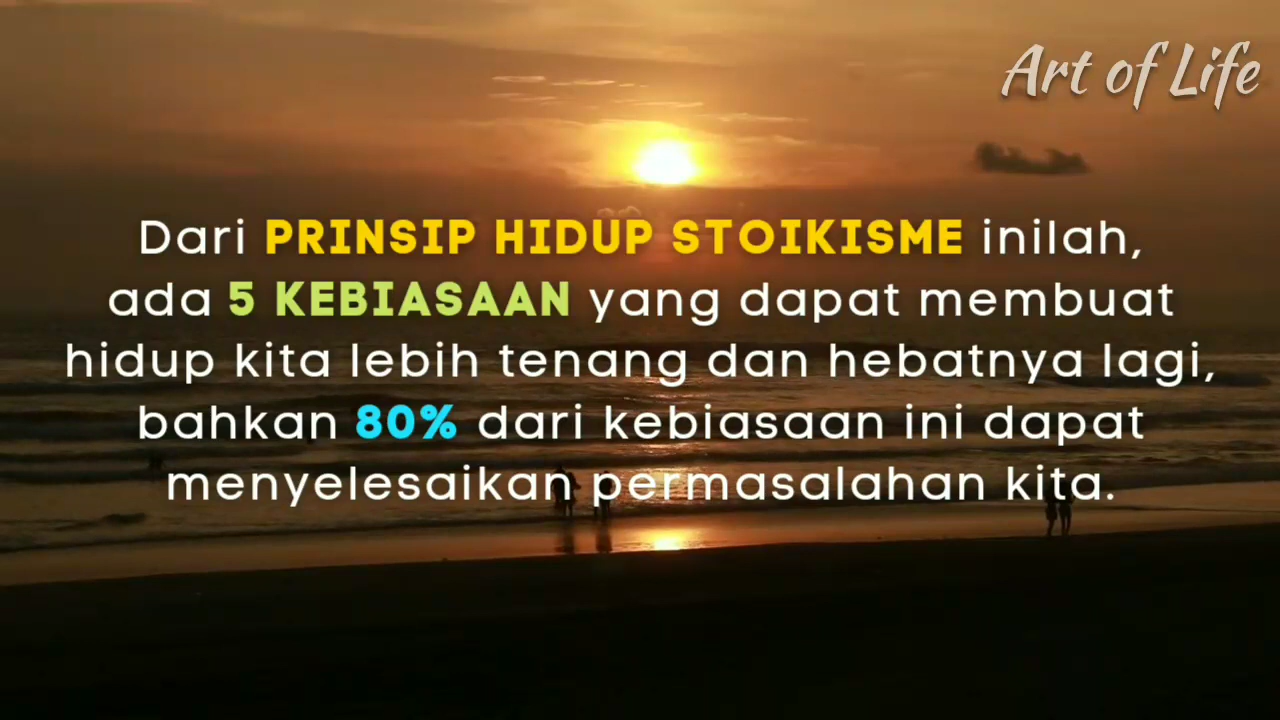 Art of Life
Dari PRINSIP HIDUP STOIKISME inilah,
ada 5 KEBIASAAN yang dapat membuat
hidup kita lebih tenang dan hebatnya lagi,
bahkan 80% dari kebiasaan ini dapat
menyelesaikan permasalahan kita.